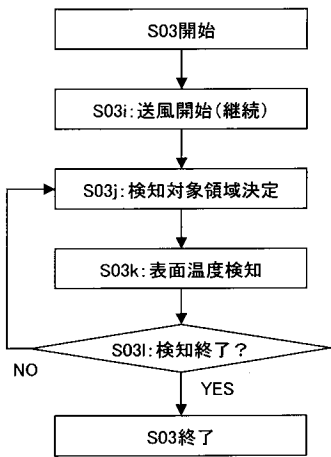 S03開始
S03i:送風開始(継続)
S03j:検知対象領域決定
S03k:表面温度検知
S03l:検知終了？
NO
YES
S03終了